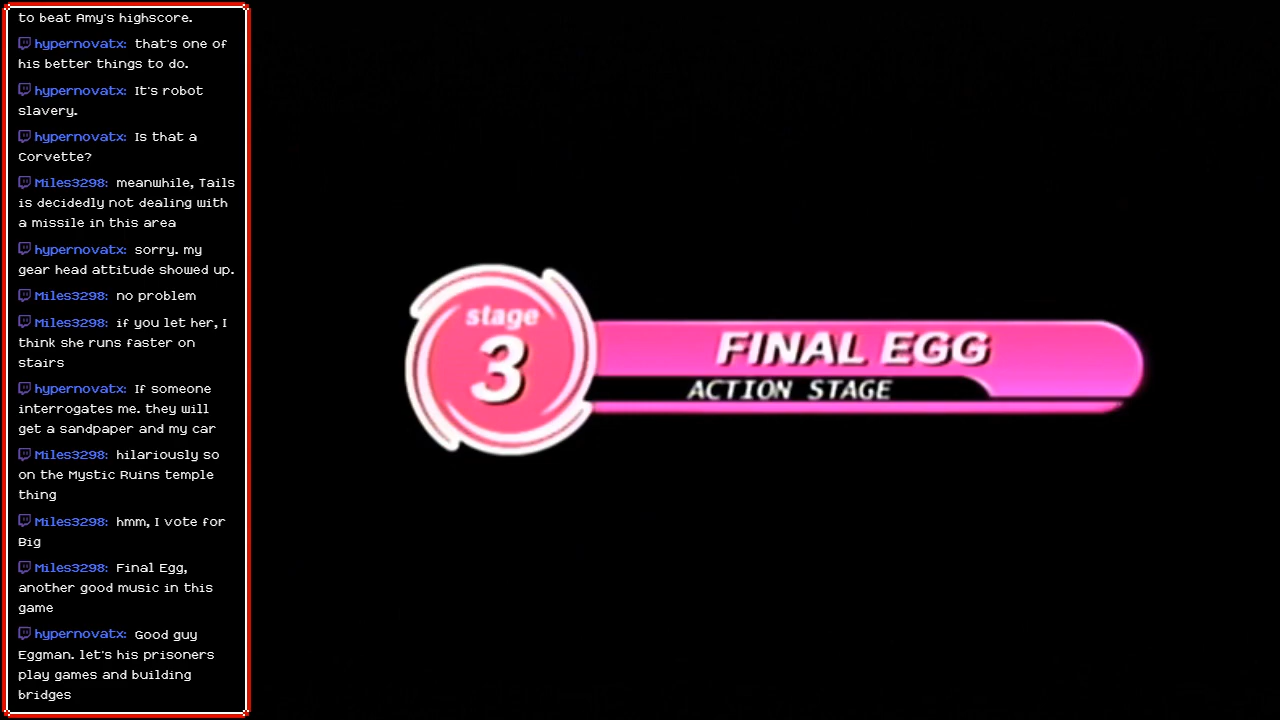 to beat Amy's highscore.
hypernovatx: that's one of
his better things to do.
hypernovatx: It's robot
slavery.
hypernovatx: Is that a
Corvette?
Miles3298: meanwhile, Tails
is decidedly not dealing with
a missile in this area
hypernovatx: sorry. my
gear head attitude showed up.
Miles3298: no problem
Miles3298: if you let her, I
think she runs faster on
stairs
hypernovatx: If someone
interrogates me. they will
get a sandpaper and my car
Miles3298: hilariously so
on the Mystic Ruins temple
thing
Miles3298: hmm, I vote for
Big
Miles3298: Final Egg,
another good music in this
game
hypernovatx: Good guy
Eggman. let's his prisoners
play games and building
bridges
stage
3
FINAL EGG
ACTION STAGE